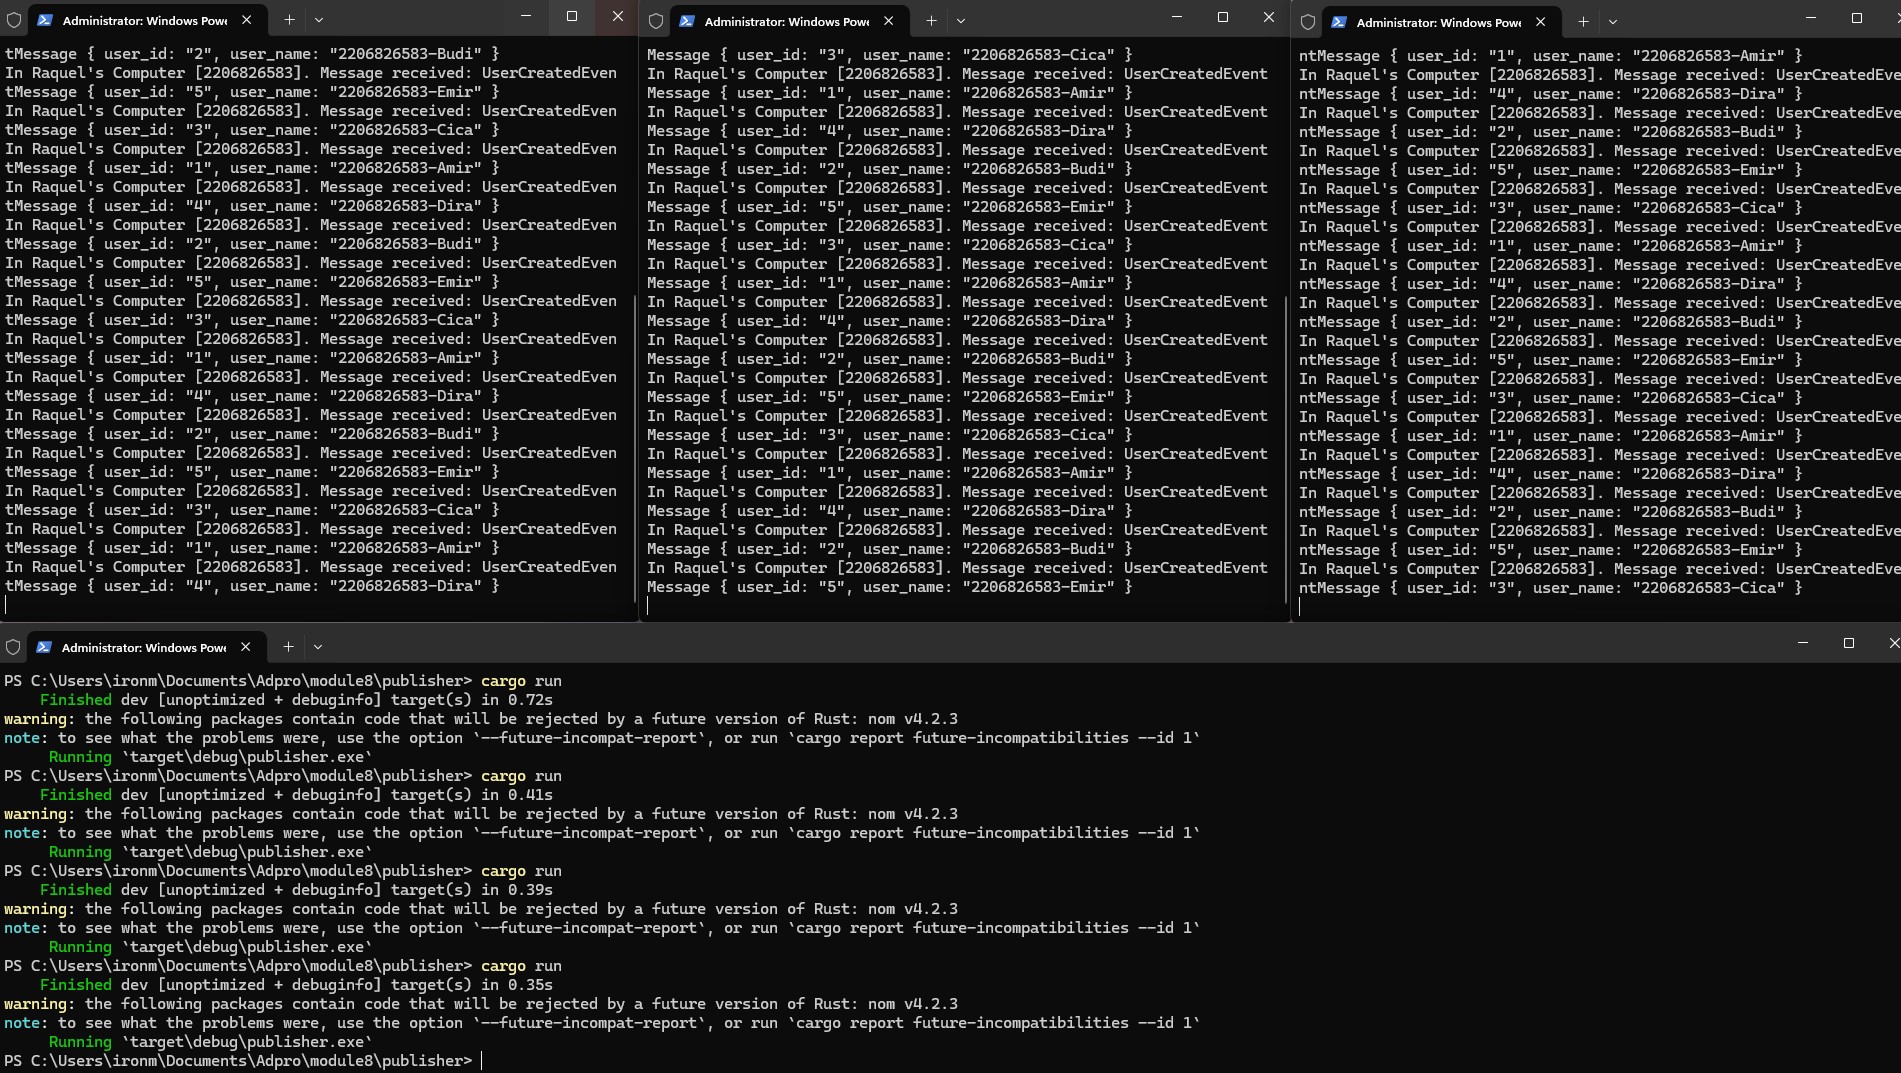 Administrator: Windows Powe
tMessage { user_id: "2", user_name: "2206826583-Budi" }
In Raquel's Computer [2206826583]. Message received: UserCreatedEven
tMessage { user_id: "5", user_name: "2206826583-Emir" }
In Raquel's Computer [2206826583]. Message received: UserCreatedEven
tMessage { user_id: "3", user_name: "2206826583-Cica" }
In Raquel's Computer [2206826583]. Message received: UserCreatedEven
tMessage { user_id: "1", user_name: "2206826583-Amir" }
In Raquel's Computer [2206826583]. Message received: UserCreatedEven
tMessage { user_id: "4", user_name: "2206826583-Dira" }
In Raquel's Computer [2206826583]. Message received: UserCreatedEven
tMessage { user_id: "2", user_name: "2206826583-Budi" }
In Raquel's Computer [2206826583]. Message received: UserCreatedEven
tMessage { user_id: "5", user_name: "2206826583-Emir" }
In Raquel's Computer [2206826583]. Message received: UserCreatedEven
tMessage { user_id: "3", user_name: "2206826583-Cica" }
In Raquel's Computer [2206826583]. Message received: UserCreatedEven
tMessage { user_id: "1", user_name: "2206826583-Amir" }
In Raquel's Computer [2206826583]. Message received: UserCreatedEven
tMessage { user_id: "4", user_name: "2206826583-Dira" }
In Raquel's Computer [2206826583]. Message received: UserCreatedEven
tMessage { user_id: "2", user_name: "2206826583-Budi" }
In Raquel's Computer [2206826583]. Message received: UserCreatedEven
tMessage { user_id: "5", user_name: "2206826583-Emir" }
In Raquel's Computer [2206826583]. Message received: UserCreatedEven
tMessage { user_id: "3", user_name: "2206826583-Cica" }
In Raquel's Computer [2206826583]. Message received: UserCreatedEven
tMessage { user_id: "1", user_name: "2206826583-Amir" }
In Raquel's Computer [2206826583]. Message received: UserCreatedEven
tMessage { user_id: "4", user_name: "2206826583-Dira" }
Administrator: Windows Powe
Message { user_id: "3", user_name: "2206826583-Cica" }
In Raquel's Computer [2206826583]. Message received: UserCreatedEvent
Message { user_id: "1", user_name: "2206826583-Amir" }
In Raquel's Computer [2206826583]. Message received: UserCreatedEvent
Message { user_id: "4", user_name: "2206826583-Dira" }
In Raquel's Computer [2206826583]. Message received: UserCreatedEvent
Message { user_id: "2", user_name: "2206826583-Budi" }
In Raquel's Computer [2206826583]. Message received: UserCreatedEvent
Message { user_id: "5", user_name: "2206826583-Emir" }
In Raquel's Computer [2206826583]. Message received: UserCreatedEvent
Message { user_id: "3", user_name: "2206826583-Cica" }
In Raquel's Computer [2206826583]. Message received: UserCreatedEvent
Message { user_id: "1", user_name: "2206826583-Amir" }
In Raquel's Computer [2206826583]. Message received: UserCreatedEvent
Message { user_id: "4", user_name: "2206826583-Dira" }
In Raquel's Computer [2206826583]. Message received: UserCreatedEvent
Message { user_id: "2", user_name: "2206826583-Budi" }
In Raquel's Computer [2206826583]. Message received: UserCreatedEvent
Message { user_id: "5", user_name: "2206826583-Emir" }
In Raquel's Computer [2206826583]. Message received: UserCreatedEvent
Message { user_id: "3", user_name: "2206826583-Cica" }
In Raquel's Computer [2206826583]. Message received: UserCreatedEvent
Message { user_id: "1", user_name: "2206826583-Amir" }
In Raquel's Computer [2206826583]. Message received: UserCreatedEvent
Message { user_id: "4", user_name: "2206826583-Dira" }
In Raquel's Computer [2206826583]. Message received: UserCreatedEvent
Message { user_id: "2", user_name: "2206826583-Budi" }
In Raquel's Computer [2206826583]. Message received: UserCreatedEvent
Message { user_id: "5", user_name: "2206826583-Emir" }
Administrator: Windows Powe
ntMessage { user_id: "1", user_name: "2206826583-Amir" }
In Raquel's Computer [2206826583]. Message received: UserCreatedEve
ntMessage { user_id: "4", user_name: "2206826583-Dira" }
In Raquel's Computer [2206826583]. Message received: UserCreatedEve
ntMessage { user_id: "2", user_name: "2206826583-Budi" }
In Raquel's Computer [2206826583]. Message received: UserCreatedEve
ntMessage { user_id: "5", user_name: "2206826583-Emir" }
In Raquel's Computer [2206826583]. Message received: UserCreatedEve
ntMessage { user_id: "3", user_name: "2206826583-Cica" }
In Raquel's Computer [2206826583]. Message received: UserCreatedEve
ntMessage { user_id: "1", user_name: "2206826583-Amir" }
In Raquel's Computer [2206826583]. Message received: UserCreatedEve
ntMessage { user_id: "4", user_name: "2206826583-Dira" }
In Raquel's Computer [2206826583]. Message received: UserCreatedEve
ntMessage { user_id: "2", user_name: "2206826583-Budi" }
In Raquel's Computer [2206826583]. Message received: UserCreatedEve
ntMessage { user_id: "5", user_name: "2206826583-Emir" }
In Raquel's Computer [2206826583]. Message received: UserCreatedEve
ntMessage { user_id: "3", user_name: "2206826583-Cica" }
In Raquel's Computer [2206826583]. Message received: UserCreatedEve
ntMessage { user_id: "1", user_name: "2206826583-Amir" }
In Raquel's Computer [2206826583]. Message received: UserCreatedEve
ntMessage { user_id: "4", user_name: "2206826583-Dira" }
In Raquel's Computer [2206826583]. Message received: UserCreatedEve
ntMessage { user_id: "2", user_name: "2206826583-Budi" }
In Raquel's Computer [2206826583]. Message received: UserCreatedEve
ntMessage { user_id: "5", user_name: "2206826583-Emir" }
In Raquel's Computer [2206826583]. Message received: UserCreatedEve
ntMessage { user_id: "3", user_name: "2206826583-Cica" }
Administrator: Windows Powe
PS C:\Users\ironm\Documents\Adpro\module8\publisher> cargo run
Finished dev [unoptimized + debuginfo] target(s) in 0.72s
warning: the following packages contain code that will be rejected by a future version of Rust: nom v4.2.3
note: to see what the problems were, use the option `--future-incompat-report`, or run `cargo report future-incompatibilities --id 1`
Running `target\debug\publisher.exe`
PS C:\Users\ironm\Documents\Adpro\module8\publisher> cargo run
Finished dev [unoptimized + debuginfo] target(s) in 0.41s
warning: the following packages contain code that will be rejected by a future version of Rust: nom v4.2.3
note: to see what the problems were, use the option `--future-incompat-report`, or run `cargo report future-incompatibilities --id 1`
Running `target\debug\publisher.exe`
PS C:\Users\ironm\Documents\Adpro\module8\publisher> cargo run
Finished dev [unoptimized + debuginfo] target(s) in 0.39s
warning: the following packages contain code that will be rejected by a future version of Rust: nom v4.2.3
note: to see what the problems were, use the option `--future-incompat-report`, or run `cargo report future-incompatibilities --id 1`
Running `target\debug\publisher.exe`
PS C:\Users\ironm\Documents\Adpro\module8\publisher> cargo run
Finished dev [unoptimized + debuginfo] target(s) in 0.35s
warning: the following packages contain code that will be rejected by a future version of Rust: nom v4.2.3
note: to see what the problems were, use the option `--future-incompat-report`, or run `cargo report future-incompatibilities --id 1`
Running `target\debug\publisher.exe`
PS C:\Users\ironm\Documents\Adpro\module8\publisher>